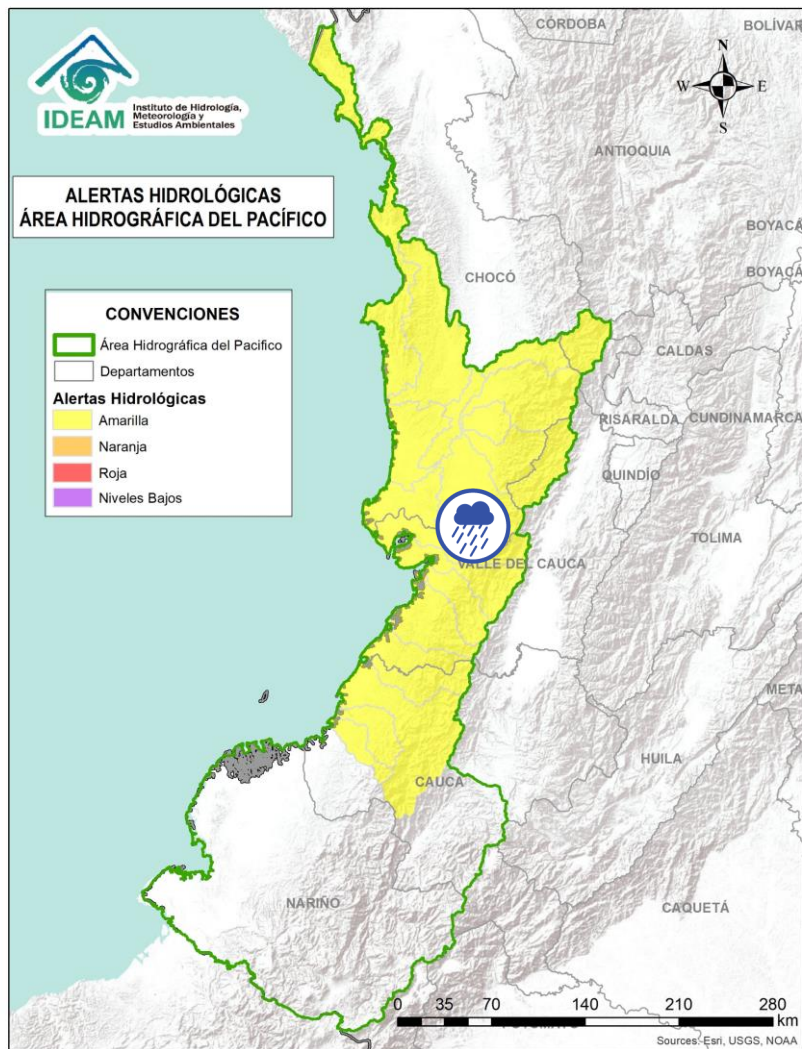 IDEAM
Instituto de Hidrología,
Meteorología y
Estudios Ambientales
CÓRDOBA
BOLÍVAR
N
W
E
S
ALERTAS HIDROLÓGICAS
ÁREA HIDROGRÁFICA DEL PACÍFICO
ANTIOQUIA
BOYACÁ
CHOCÓ
BOYACÁ
CONVENCIONES
Área Hidrográfica del Pacifico
Departamentos
Alertas Hidrológicas
Amarilla
Naranja
Roja
Niveles Bajos
CALDAS
RISARALDA
CUNDINAMARCA
QUINDÍO
TOLIMA
VALLE DEL CAUCA
META
HUILA
CAUCA
NARIÑO
CAQUETÁ
0 35 70 140 210 280
km
Sources: Esri, USGS, NOAA